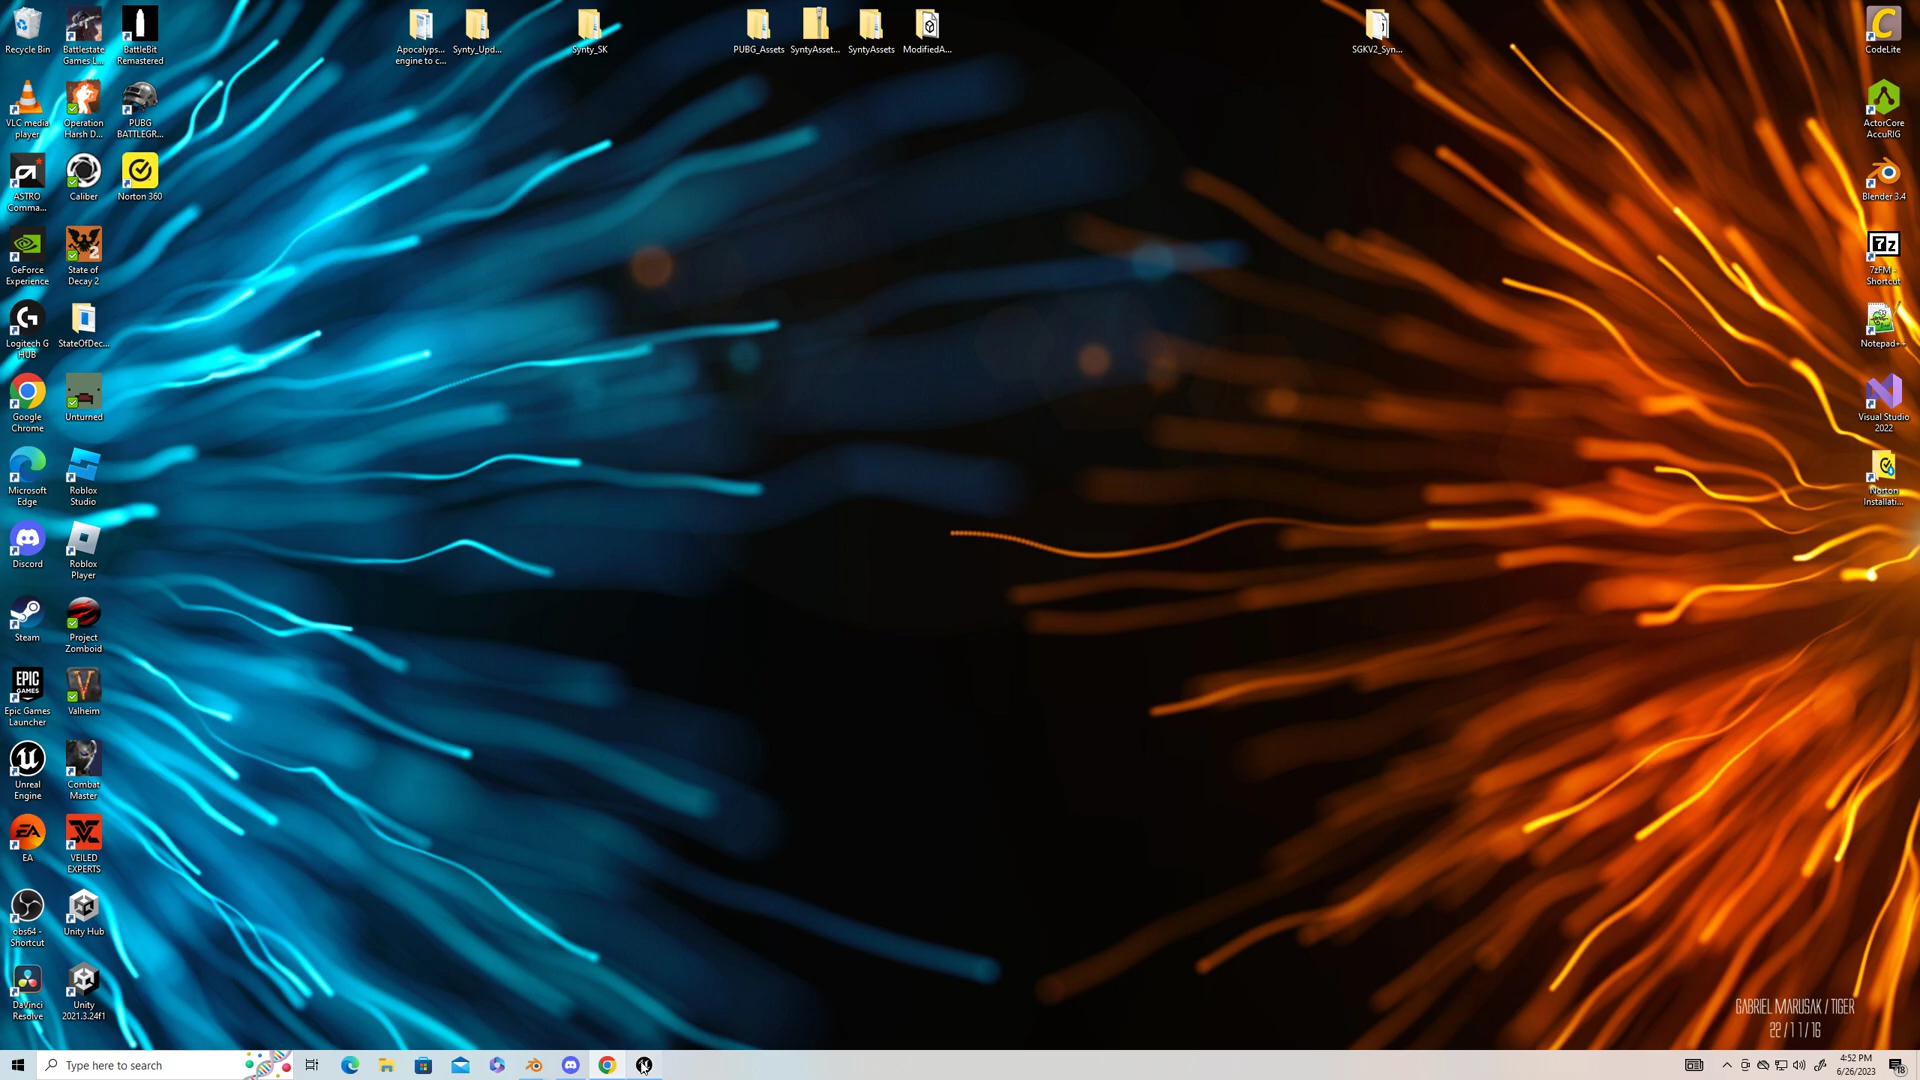 Recycle Bin
Battlestate
Games L...
BattleBit
Remastered
Apocalyps...
engine to c...
Synty_Upd...
Synty_SK
PUBG_Assets
SyntyAsset...
SyntyAssets
ModifiedA...
SGKV2_Syn...
CodeLite
VLC media
player
Operation
Harsh D...
PUBG
BATTLEGR...
ActorCore
AccuRIG
ASTRO
Comma...
Caliber
Norton 360
Blender 3.4
GeForce
Experience
State of
Decay 2
7zFM -
Shortcut
Logitech G
HUB
StateOfDec...
Notepad++
Google
Chrome
Unturned
Visual Studio
2022
Microsoft
Edge
Roblox
Studio
Norton
Installati...
Discord
Roblox
Player
Steam
Project
Zomboid
EPIC
GAMES
Epic Games
Launcher
Valheim
Unreal
Engine
Combat
Master
EA
EA
VEILED
EXPERTS
obs64 -
Shortcut
Unity Hub
DaVinci
Resolve
Unity
2021.3.24f1
GABRIEL MARUSAK / TIGER
22/11/16
Type here to search
4:52 PM
6/26/2023
18